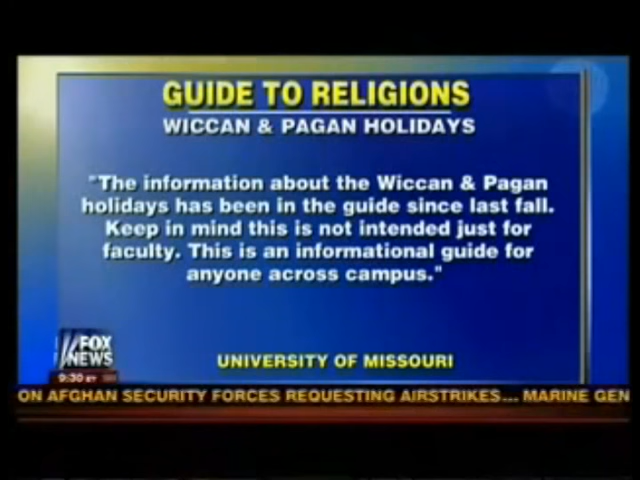 GUIDE TO RELIGIONS
WICCAN & PAGAN HOLIDAYS
"The information about the Wiccan & Pagan
holidays has been in the guide since last fall.
Keep in mind this is not intended just for
faculty. This is an informational guide for
anyone across campus."
UNIVERSITY OF MISSOURI
FOX
NEWS
9:30 ET
ON AFGHAN SECURITY FORCES REQUESTING AIRSTRIKES... MARINE GEN